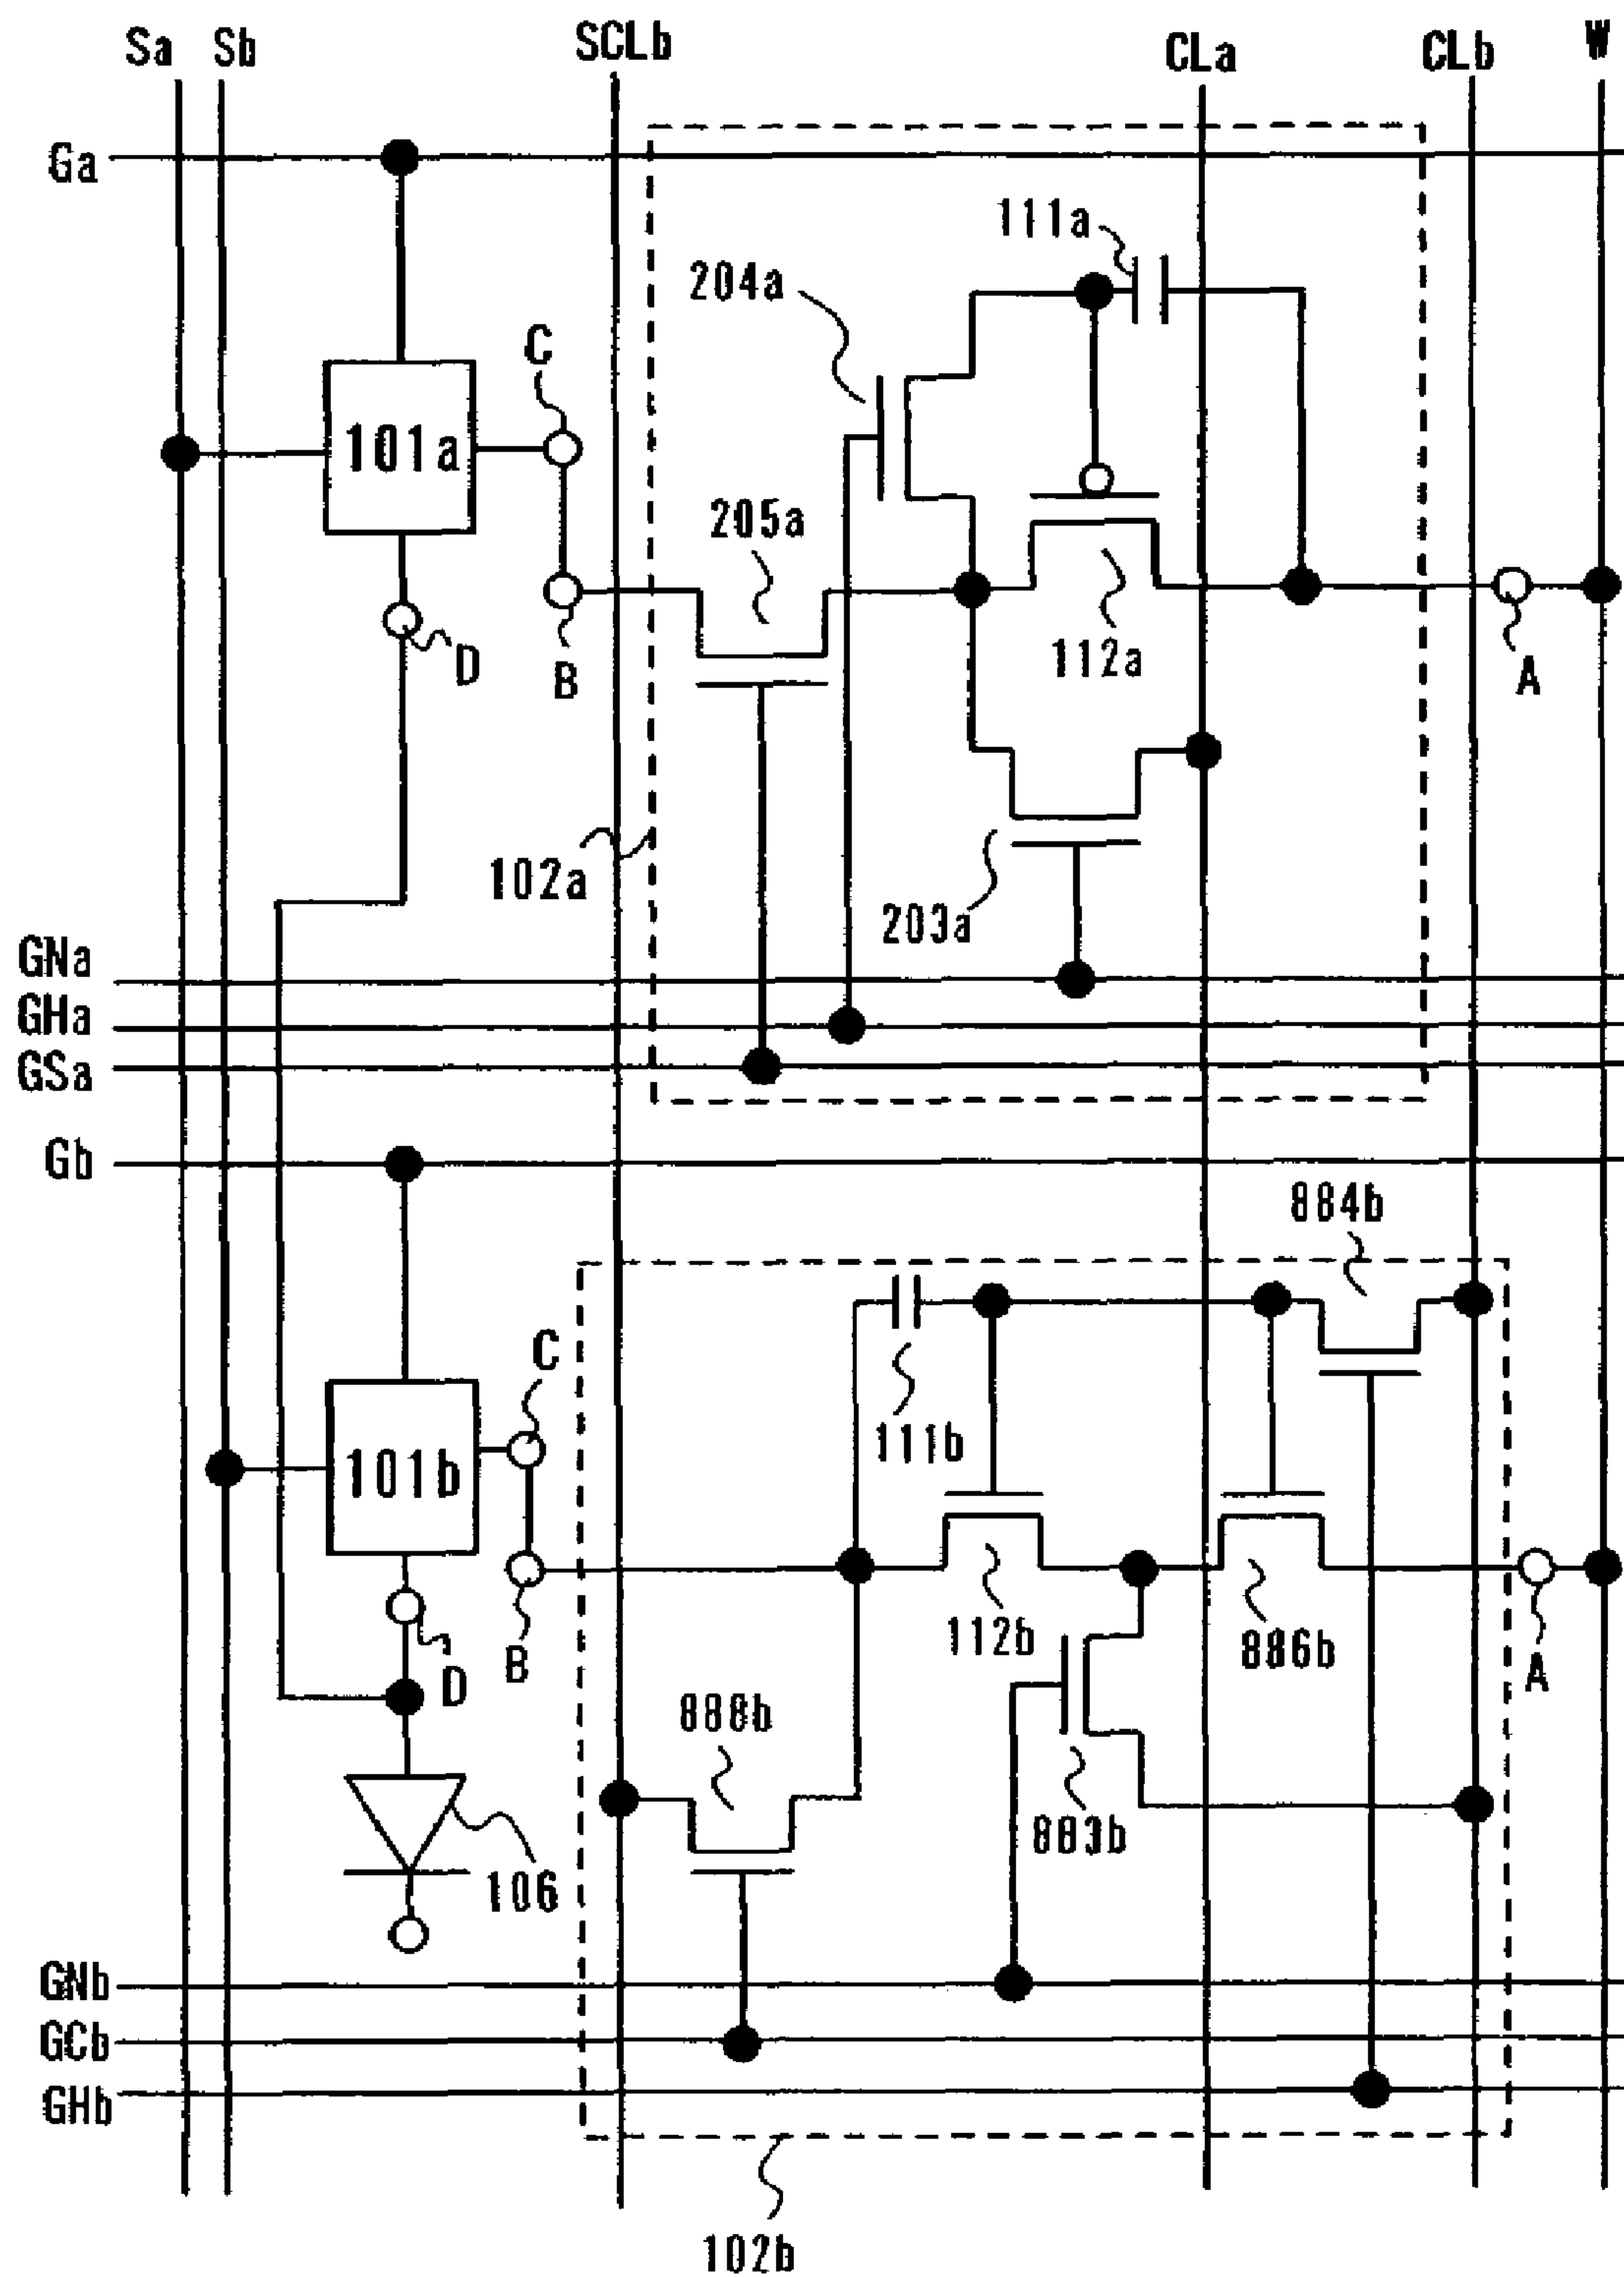 Sa Sb SCLb CLa CLb W
Ga
111a
204a
C
101a
205a
D
B
112a
A
102a
203a
GNa
GHa
GSa
Gb
884b
C
111b
101b
112b
886b
B
A
D
888b
883b
106
GNb
GCb
GHb
102b